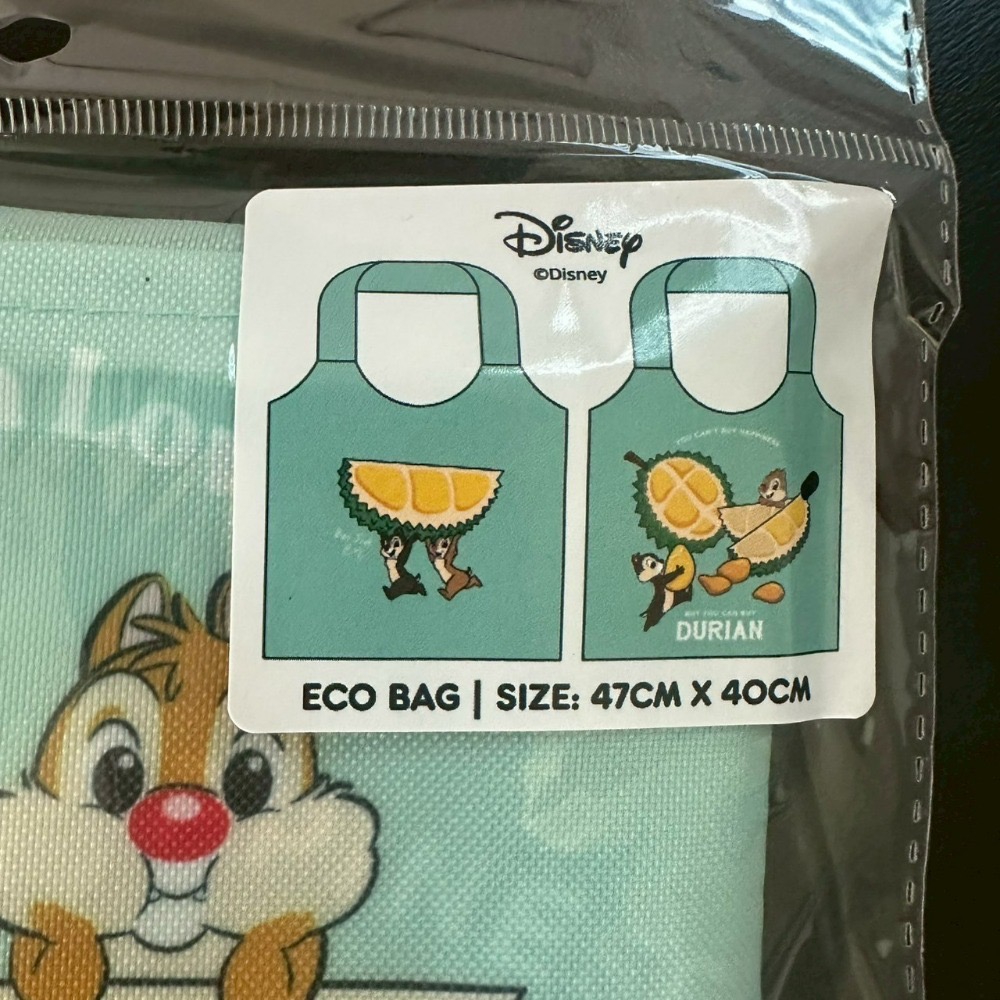 Disney
©Disney
YOU CAN'T BUY HAPPINESS
BUT YOU CAN BUY
DURIAN
ECO BAG | SIZE: 47CM X 40CM